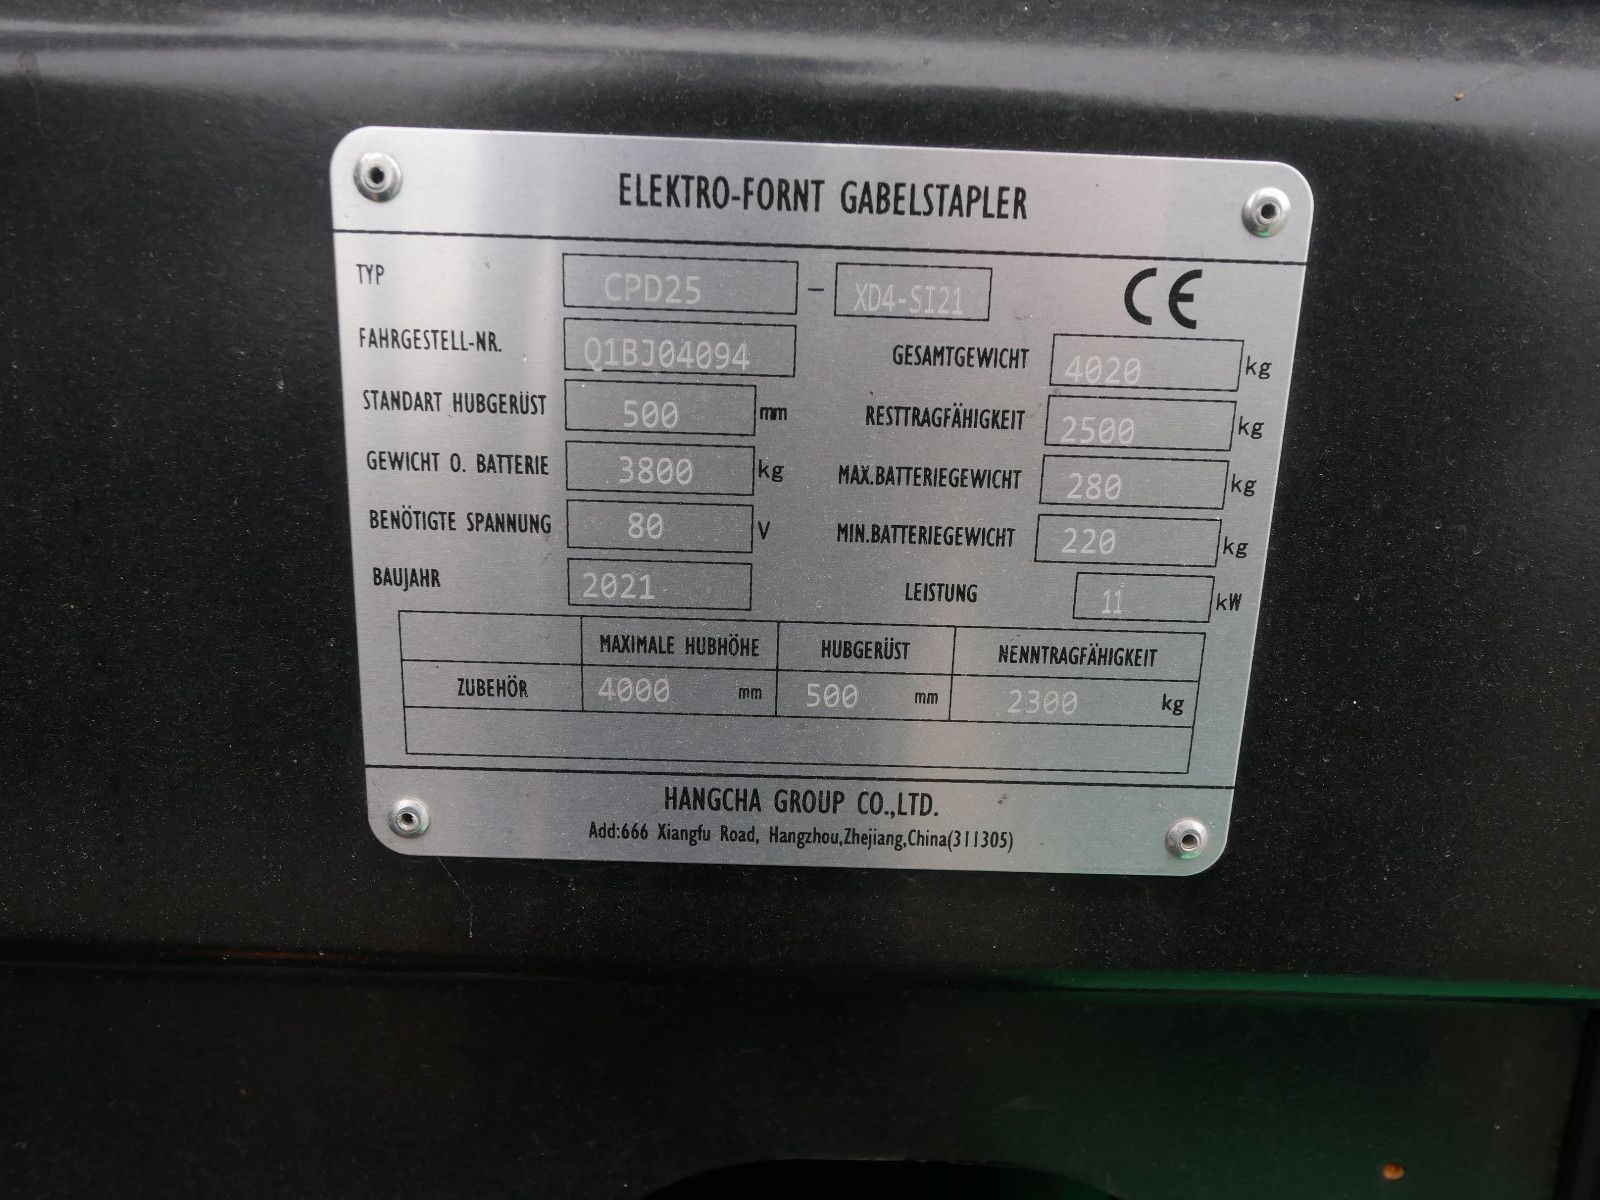 ELEKTRO-FORNT GABELSTAPLER
TYP CPD25 - XD4-SI21 CE
FAHRGESTELL-NR. Q1BJ04094
GESAMTGEWICHT 4020 kg
STANDART HUBGERÜST 500 mm
RESTTRAGFÄHIGKEIT 2500 kg
GEWICHT O. BATTERIE 3800 kg
MAX.BATTERIEGEWICHT 280 kg
BENÖTIGTE SPANNUNG 80 V
MIN.BATTERIEGEWICHT 220 kg
BAUJAHR 2021
LEISTUNG 11 kW
MAXIMALE HUBHÖHE HUBGERÜST NENNTRAGFÄHIGKEIT
ZUBEHÖR 4000 mm 500 mm 2300 kg
HANGCHA GROUP CO.,LTD.
Add:666 Xiangfu Road, Hangzhou,Zhejiang,China(311305)